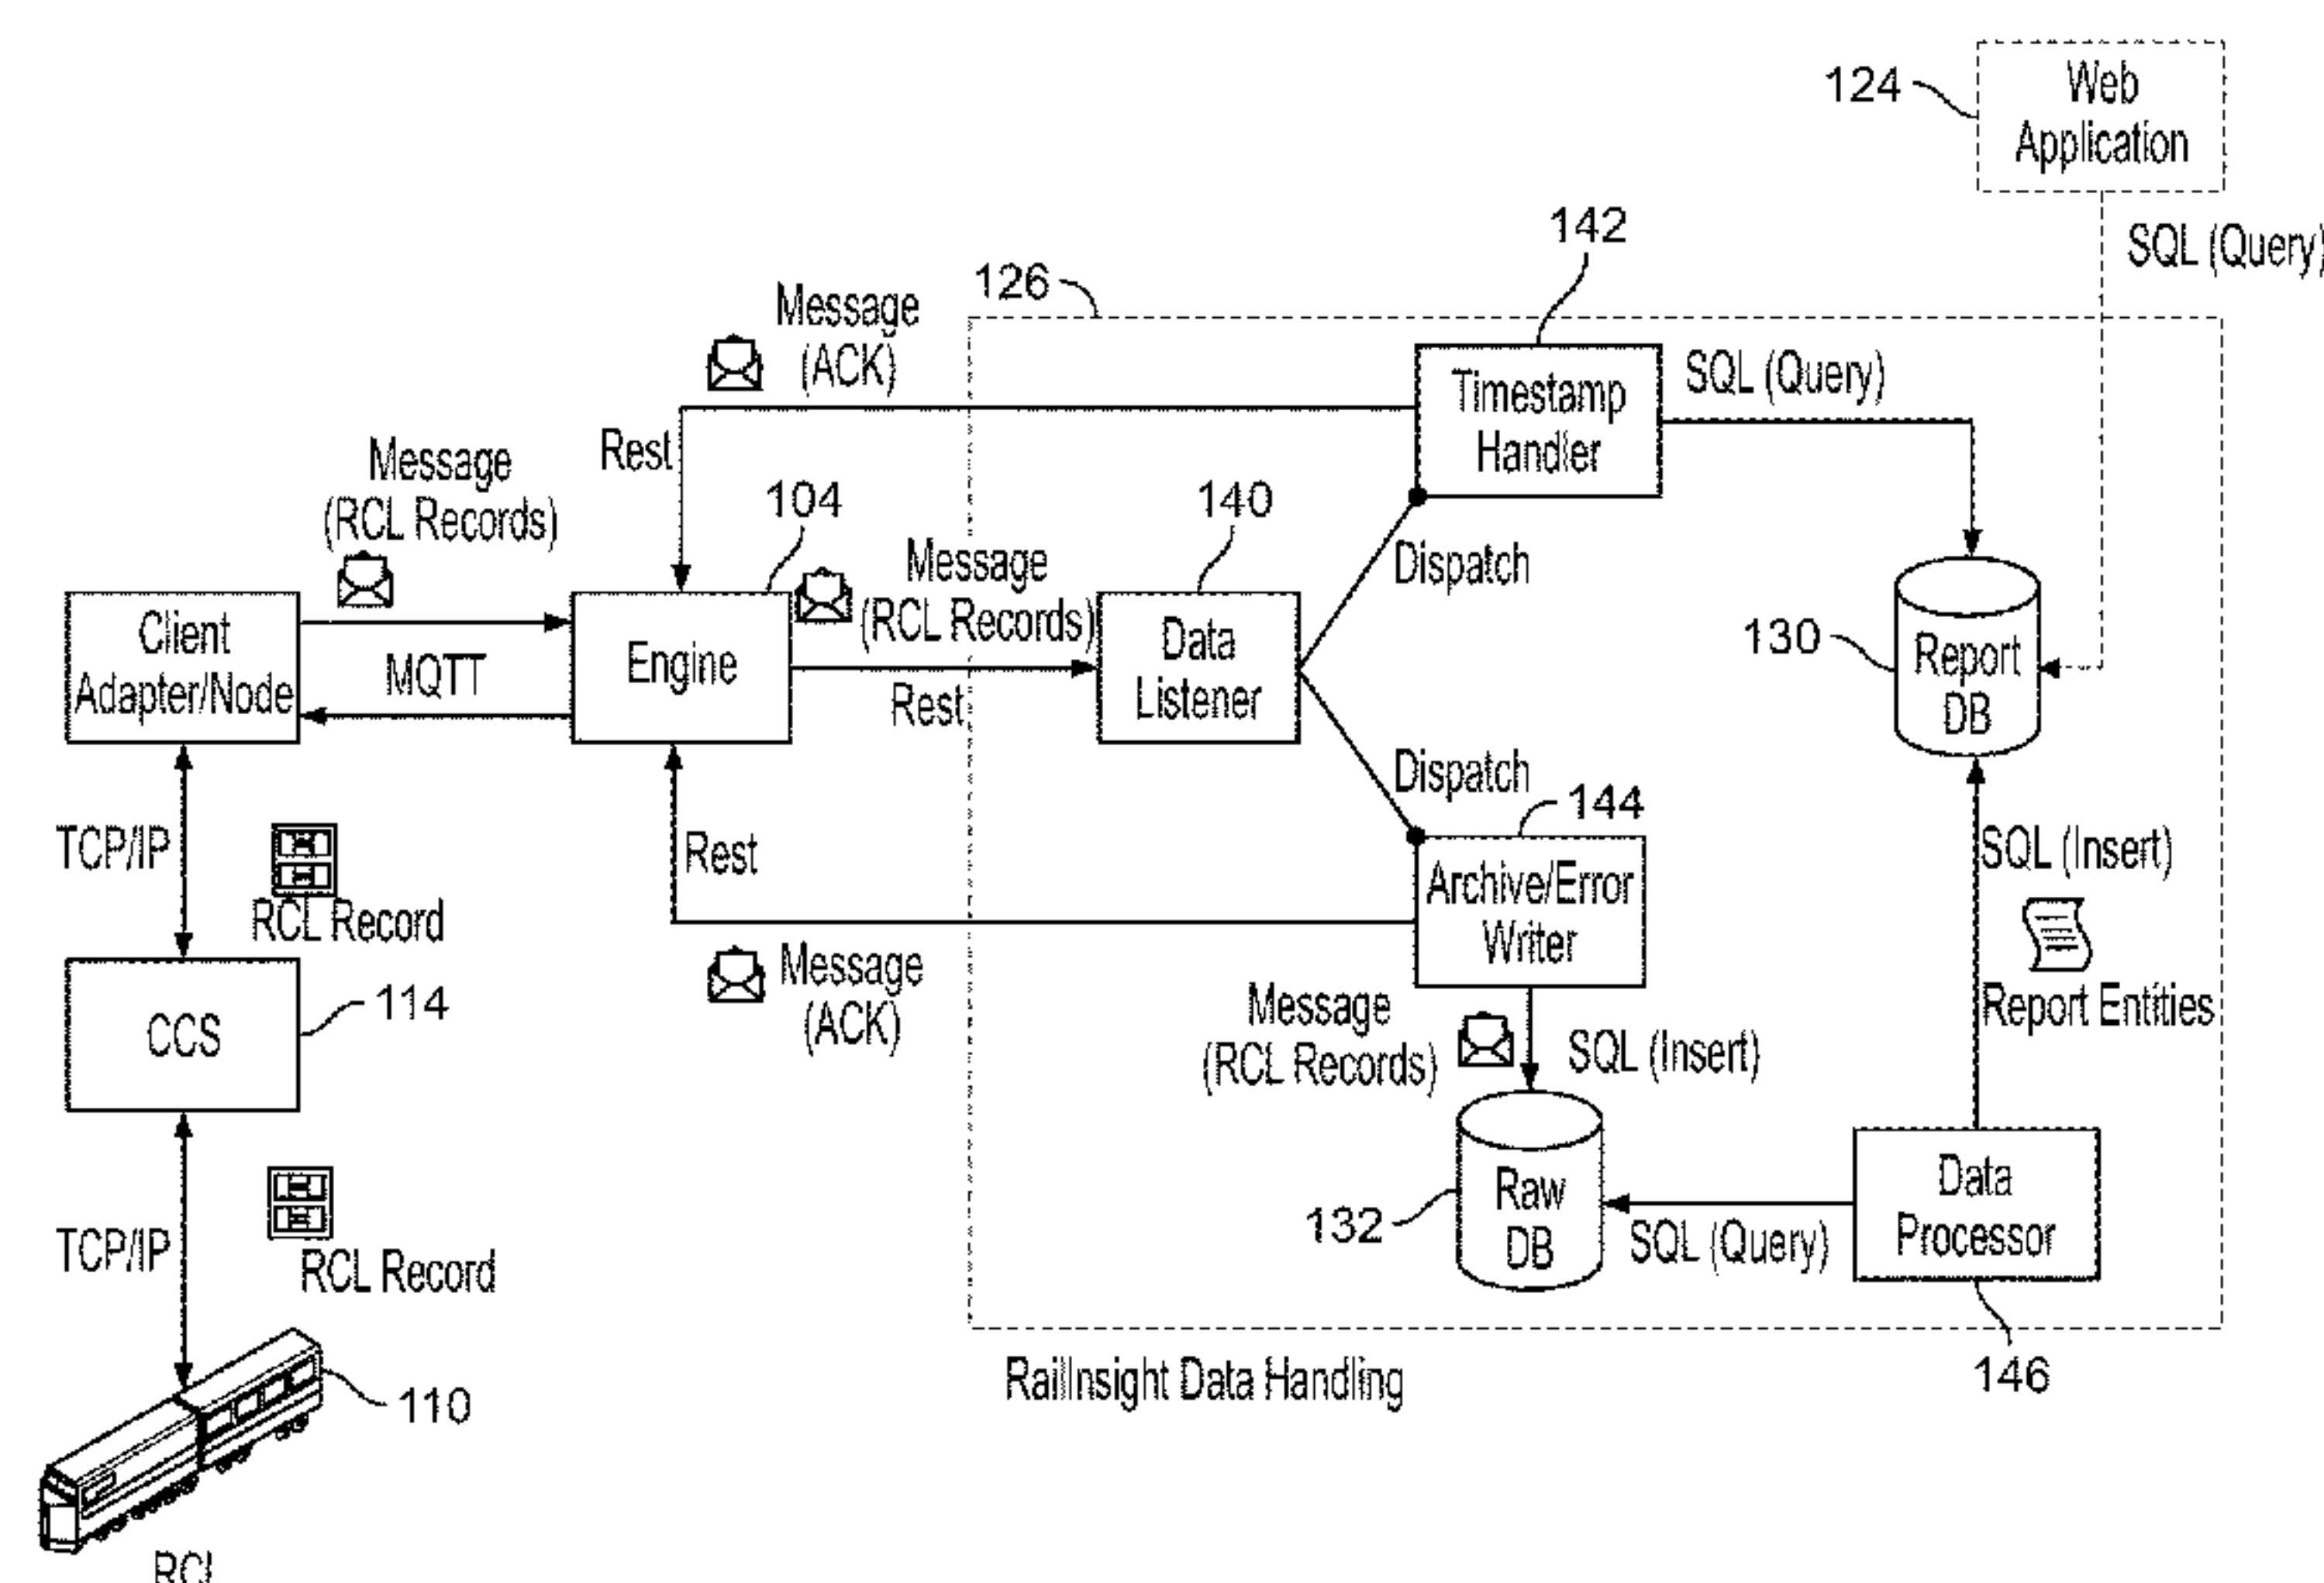 124
Web
Application
SQL (Query)
142
126
Message
(ACK)
Timestamp
Handler
SQL (Query)
Rest
Message
(RCL Records)
104
140
Message
(RCL Records)
Dispatch
Client
Adapter/Node
MQTT
Engine
Rest
Data
Listener
130
Report
DB
Dispatch
144
TCP/IP
RCL Record
Rest
Archive/Error
Writer
SQL (Insert)
Message
(ACK)
CCS
114
Message
(RCL Records)
SQL (Insert)
Report Entities
TCP/IP
RCL Record
132
Raw
DB
SQL (Query)
Data
Processor
146
RailInsight Data Handling
110
RCL